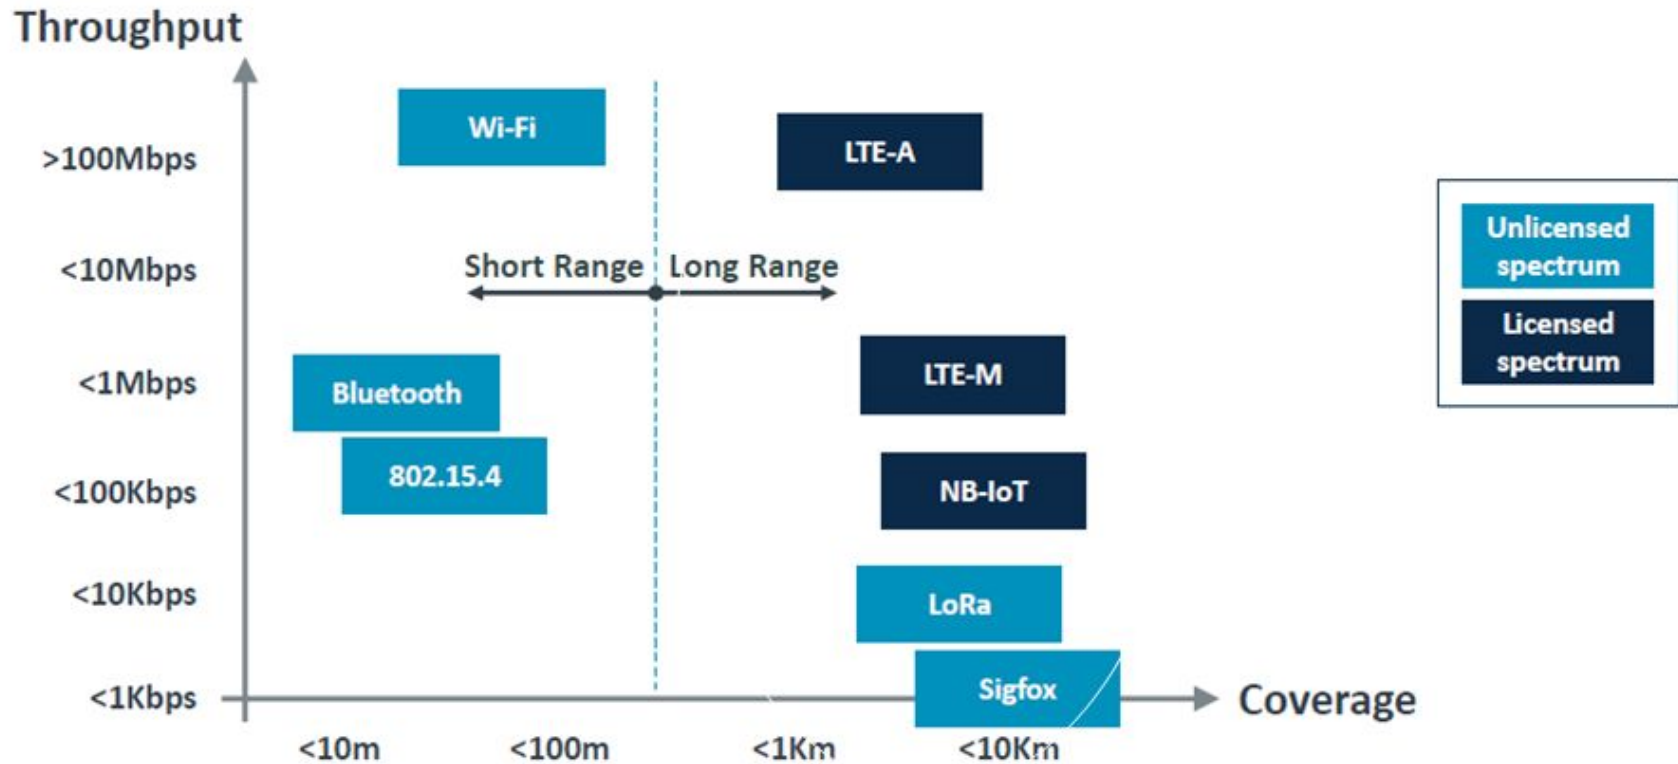 Throughput
Wi-Fi
LTE-A
>100Mbps
Unlicensed
spectrum
<10Mbps
Short Range
Long Range
Licensed
spectrum
<1Mbps
Bluetooth
LTE-M
802.15.4
<100Kbps
NB-IoT
<10Kbps
LoRa
Sigfox
<1Kbps
Coverage
<10m
<100m
<1Km
<10Km